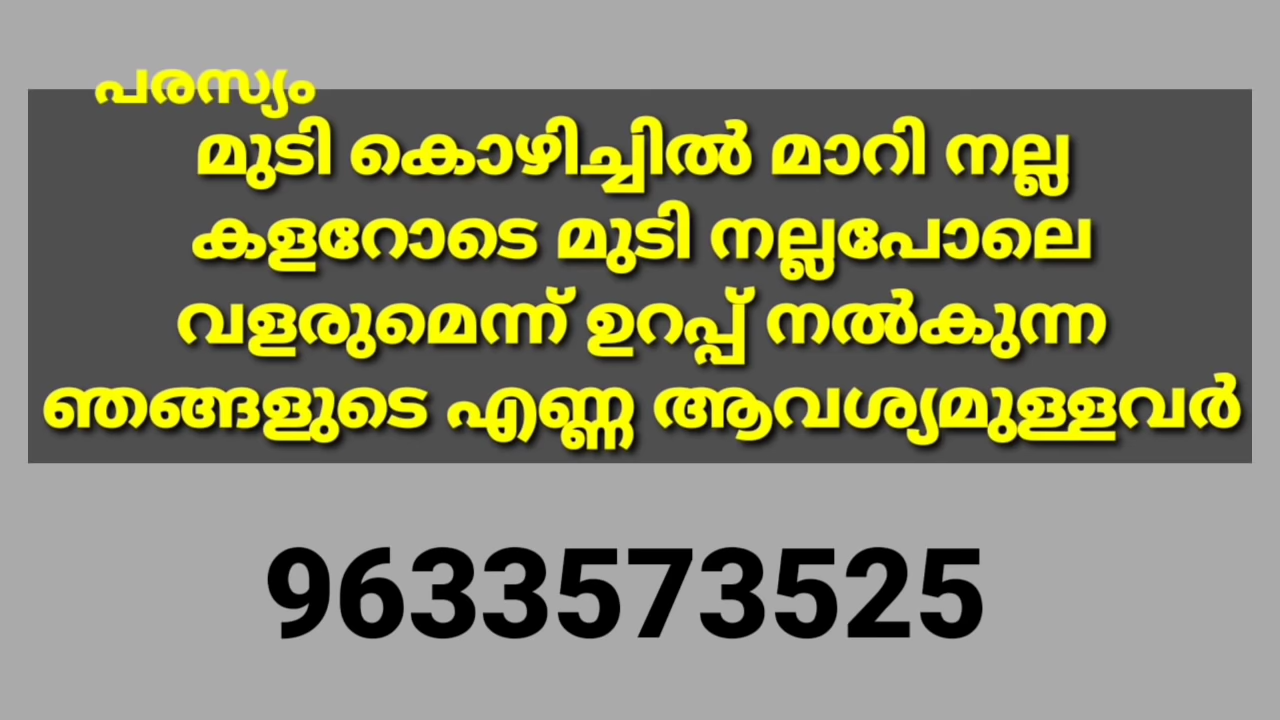 പരസ്യം
മുടി കൊഴിച്ചിൽ മാറി നല്ല
കളറോടെ മുടി നല്ലപോലെ
വളരുമെന്ന് ഉറപ്പ് നൽകുന്ന
ഞങ്ങളുടെ എണ്ണ ആവശ്യമുള്ളവർ
9633573525